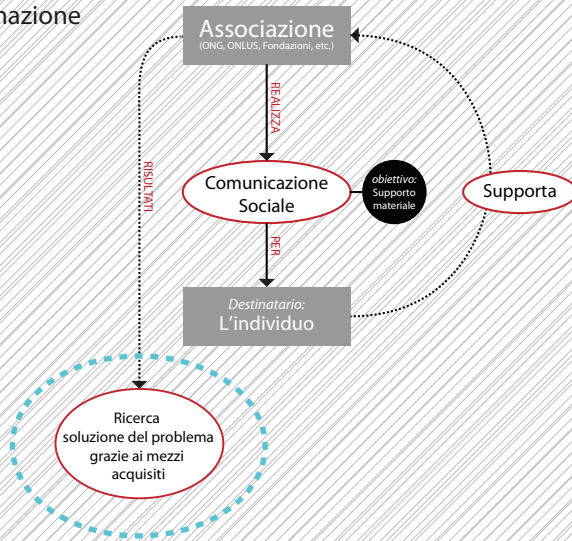 mazione
Associazione
(ONG, ONLUS, Fondazioni, etc.)
REALIZZA
RISULTATI
Comunicazione
Sociale
obiettivo:
Supporto
materiale
Supporta
PER
Destinatario:
L'individuo
Ricerca
soluzione del problema
grazie ai mezzi
acquisiti